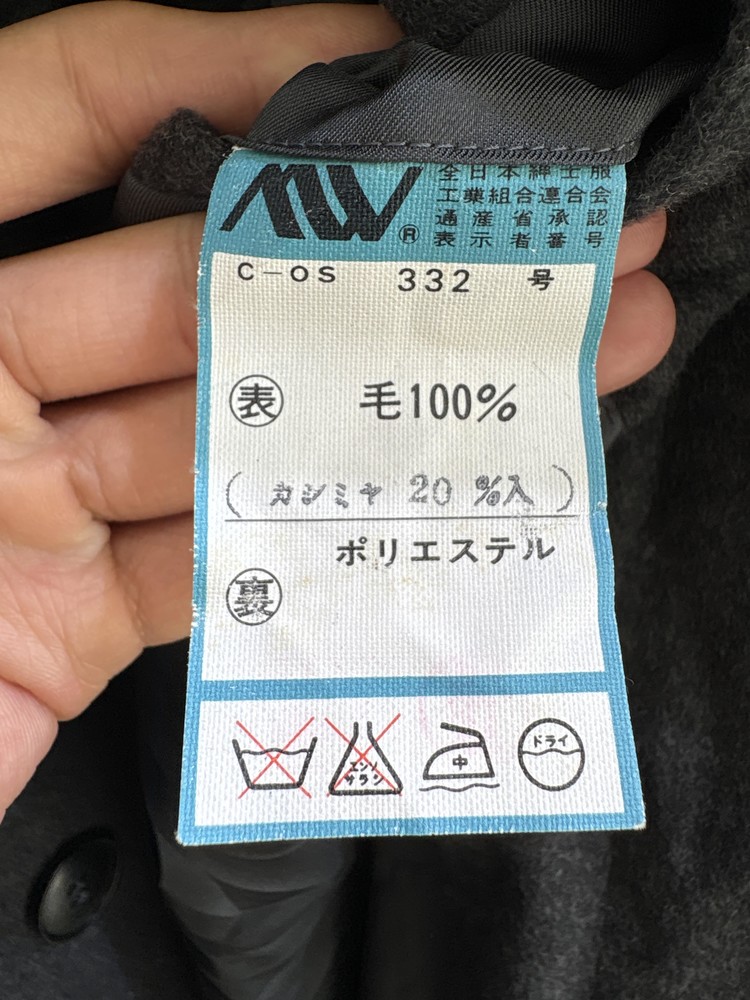 MW®
全日本紳士服
工業組合連合会
通産省承認
表示者番号
C-OS 332 号
表 毛100%
(カシミヤ 20 %入)
ポリエステル
裏
エンソ
サラシ
中
ドライ